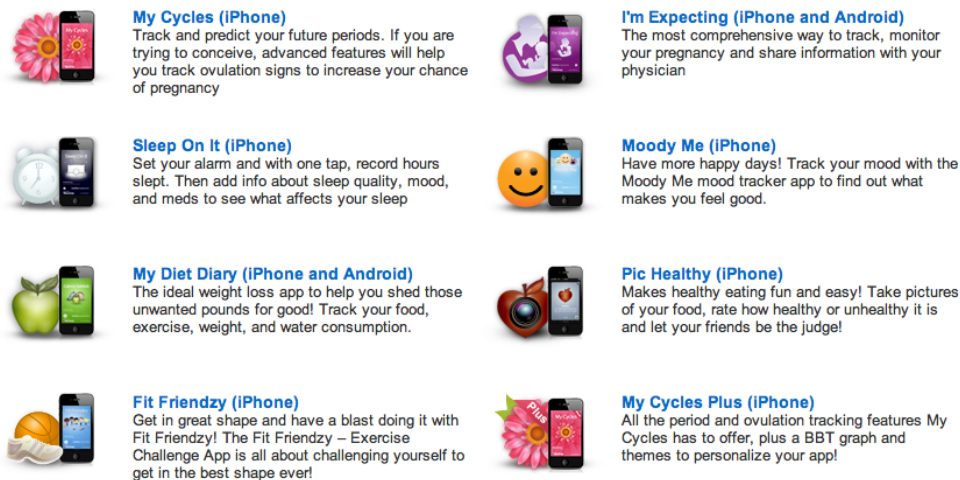 My Cycles (iPhone)
Track and predict your future periods. If you are
trying to conceive, advanced features will help
you track ovulation signs to increase your chance
of pregnancy
I'm Expecting (iPhone and Android)
The most comprehensive way to track, monitor
your pregnancy and share information with your
physician
Sleep On It (iPhone)
Set your alarm and with one tap, record hours
slept. Then add info about sleep quality, mood,
and meds to see what affects your sleep
Moody Me (iPhone)
Have more happy days! Track your mood with the
Moody Me mood tracker app to find out what
makes you feel good.
My Diet Diary (iPhone and Android)
The ideal weight loss app to help you shed those
unwanted pounds for good! Track your food,
exercise, weight, and water consumption.
Pic Healthy (iPhone)
Makes healthy eating fun and easy! Take pictures
of your food, rate how healthy or unhealthy it is
and let your friends be the judge!
Fit Friendzy (iPhone)
Get in great shape and have a blast doing it with
Fit Friendzy! The Fit Friendzy – Exercise
Challenge App is all about challenging yourself to
get in the best shape ever!
Plus
My Cycles Plus (iPhone)
All the period and ovulation tracking features My
Cycles has to offer, plus a BBT graph and
themes to personalize your app!